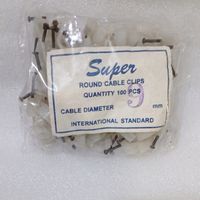 Super
ROUND CABLE CLIPS
QUANTITY 100 PCS
CABLE DIAMETER 9 mm
INTERNATIONAL STANDARD